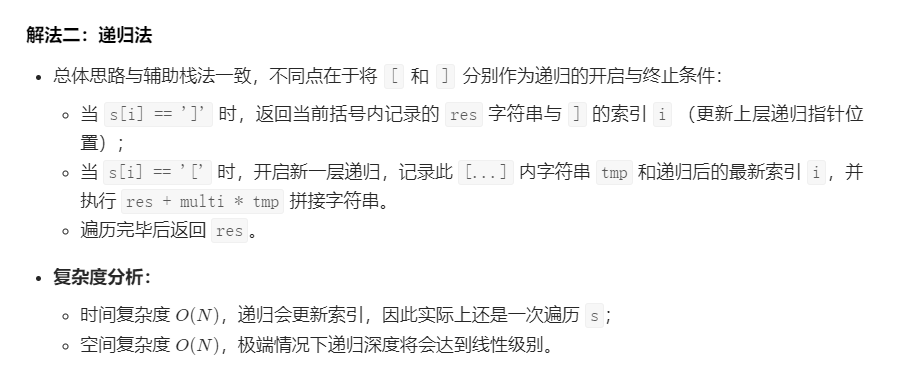 解法二：递归法
• 总体思路与辅助栈法一致，不同点在于将 [ 和 ] 分别作为递归的开启与终止条件：
○ 当 s[i] == ']' 时，返回当前括号内记录的 res 字符串与 ] 的索引 i （更新上层递归指针位
置）；
○ 当 s[i] == '[' 时，开启新一层递归，记录此 [...] 内字符串 tmp 和递归后的最新索引 i，并
执行 res + multi * tmp 拼接字符串。
○ 遍历完毕后返回 res。
• 复杂度分析：
○ 时间复杂度 O(N)，递归会更新索引，因此实际上还是一次遍历 s；
○ 空间复杂度 O(N)，极端情况下递归深度将会达到线性级别。